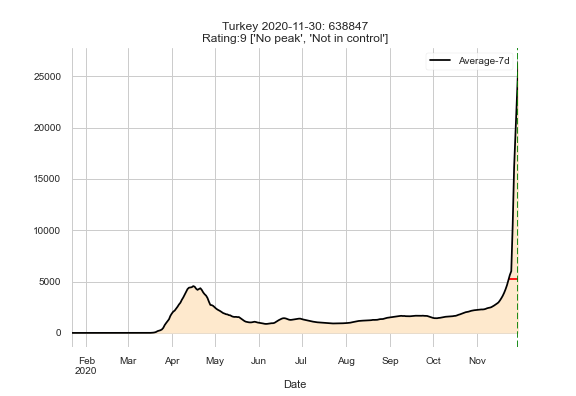 Turkey 2020-11-30: 638847
Rating:9 ['No peak', 'Not in control']
Average-7d
25000
20000
15000
10000
5000
0
Feb Mar Apr May Jun Jul Aug Sep Oct Nov
2020
Date